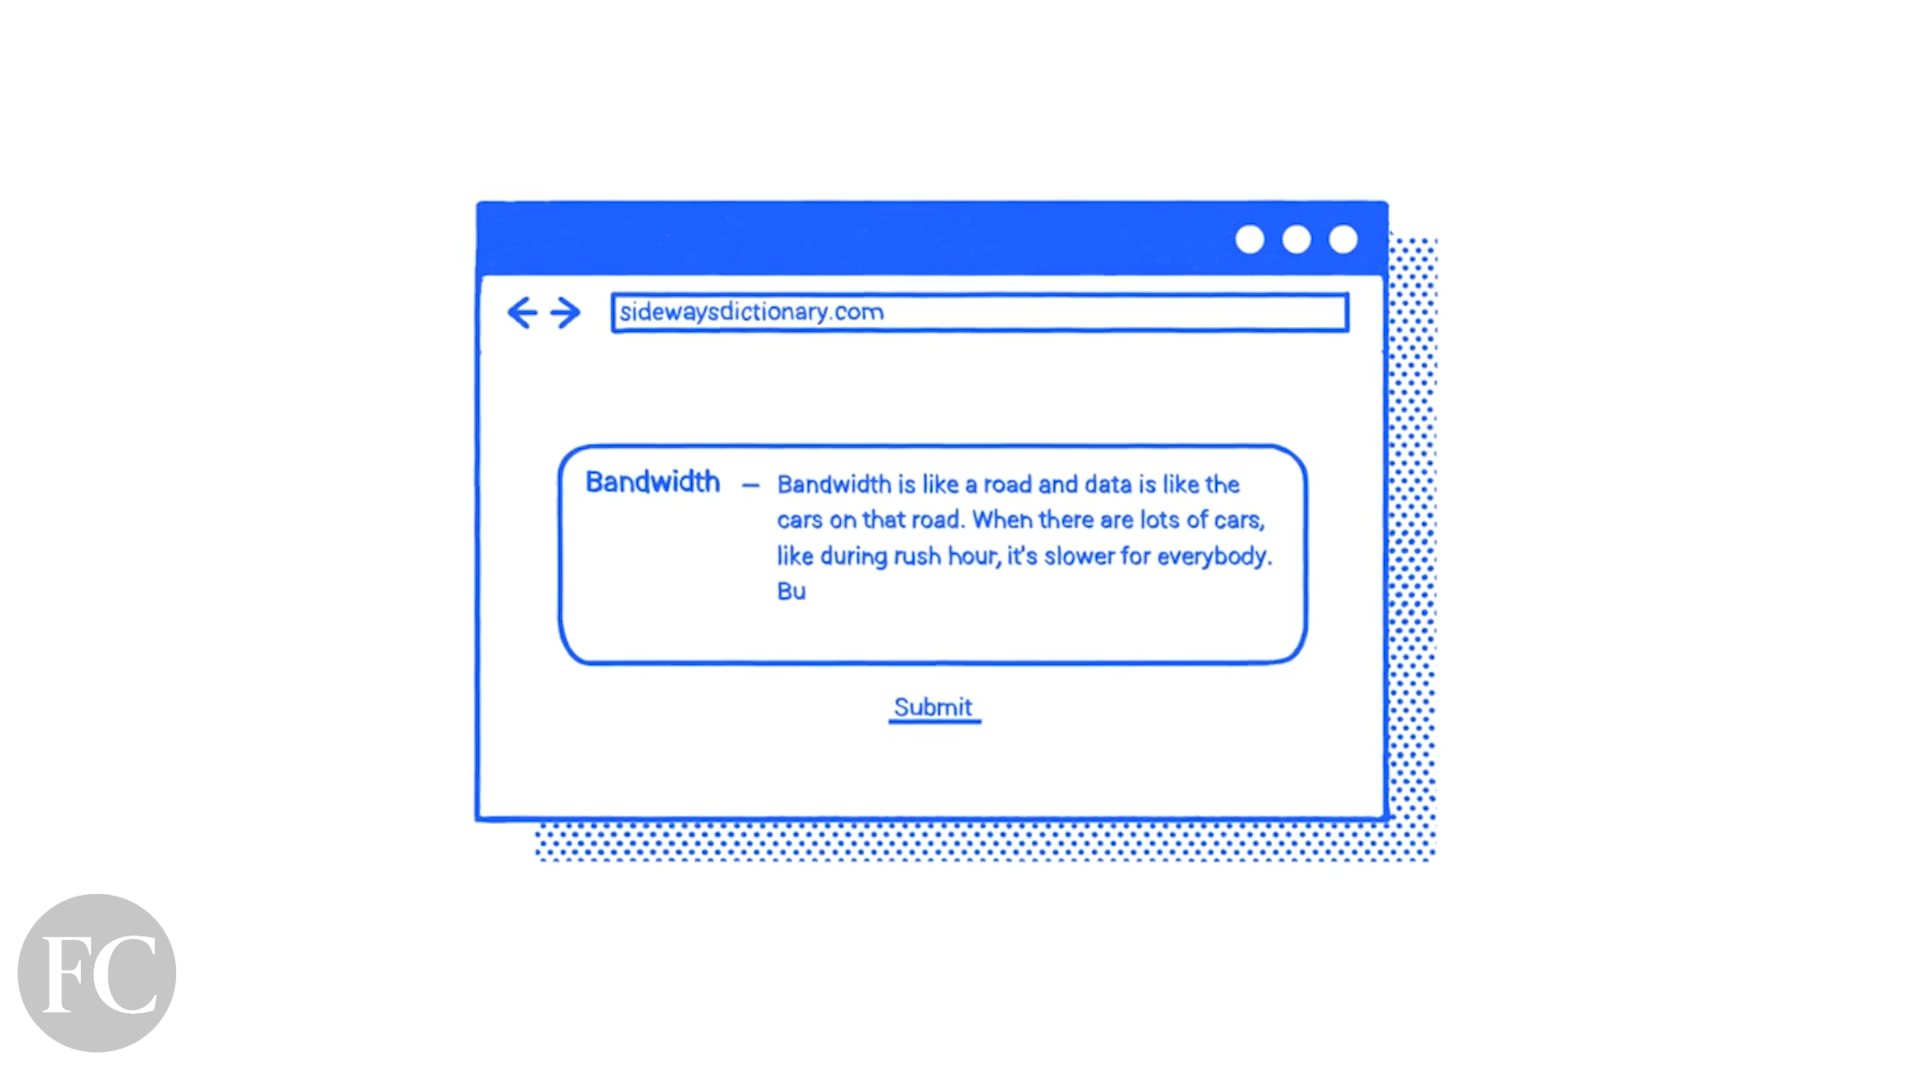 sidewaysdictionary.com
Bandwidth — Bandwidth is like a road and data is like the
cars on that road. When there are lots of cars,
like during rush hour, it's slower for everybody.
Bu
Submit
FC